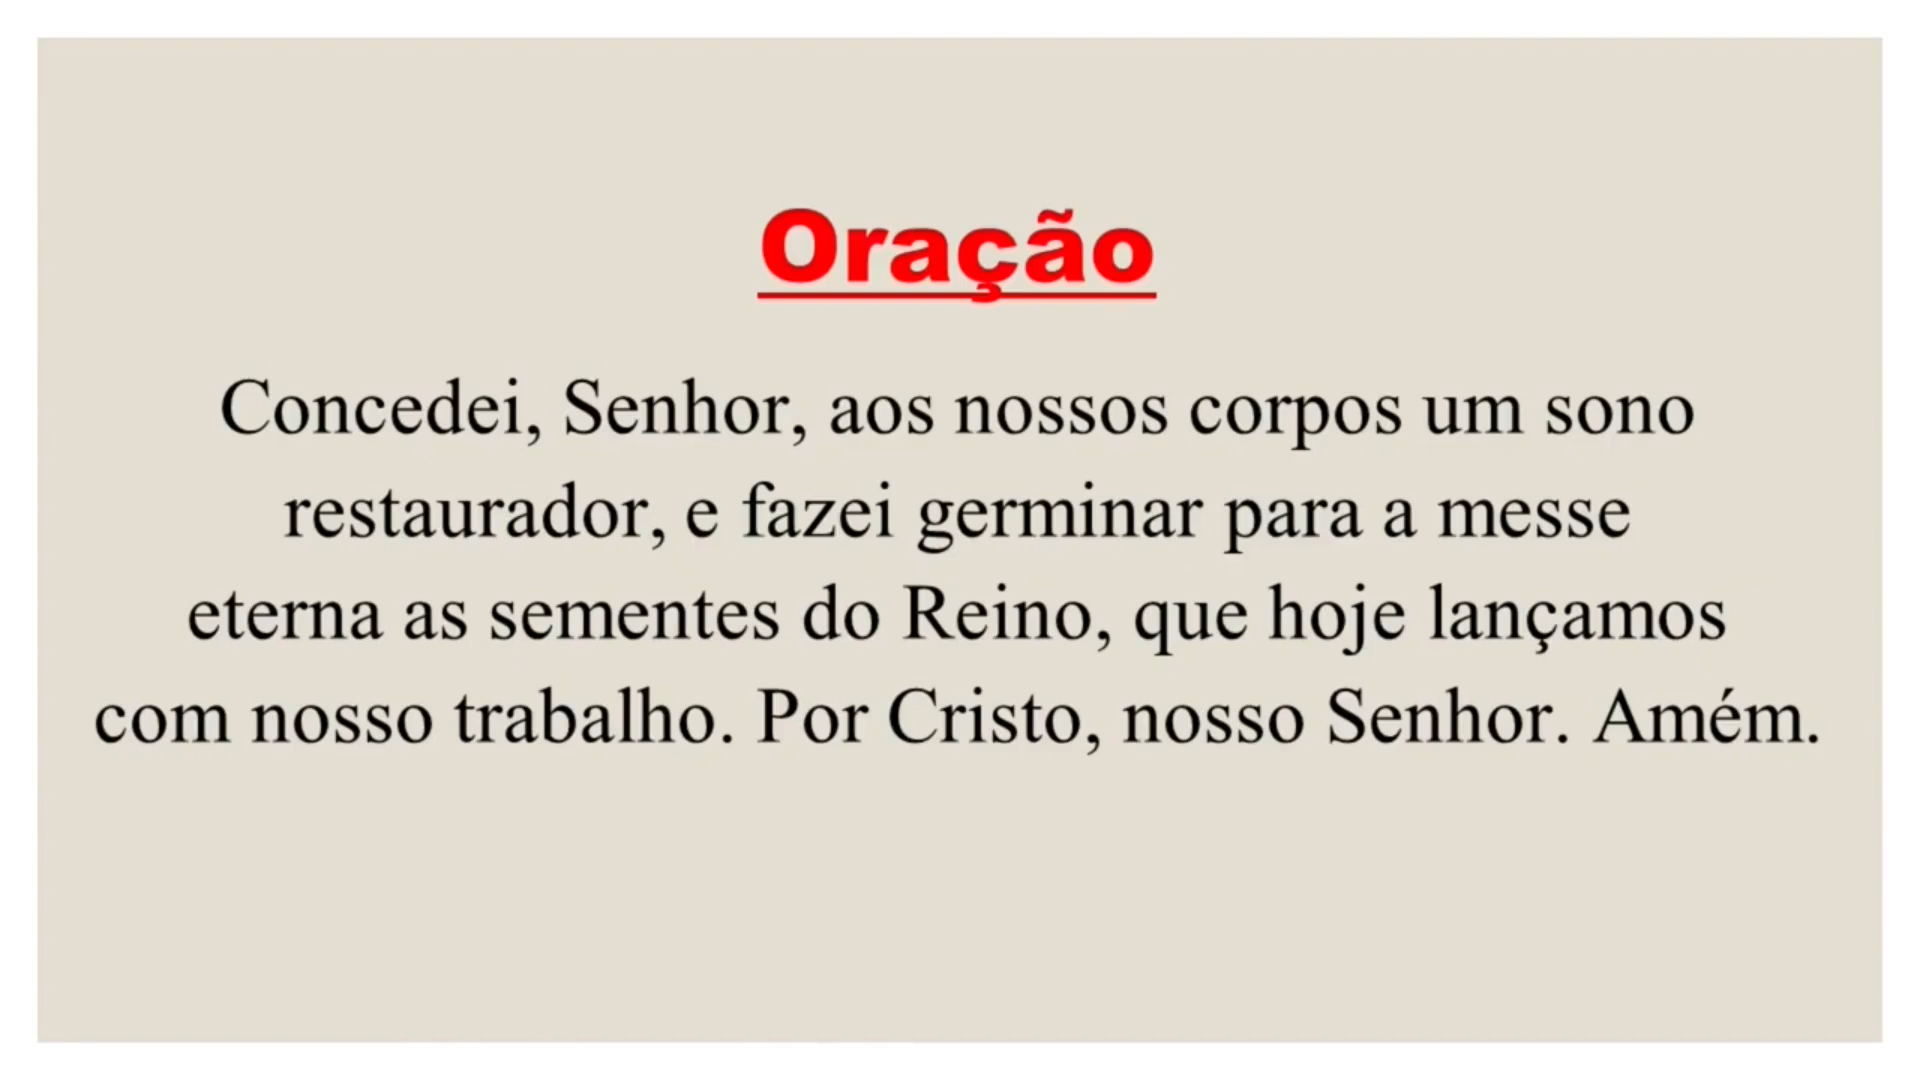 Oração
Concedei, Senhor, aos nossos corpos um sono
restaurador, e fazei germinar para a messe
eterna as sementes do Reino, que hoje lançamos
com nosso trabalho. Por Cristo, nosso Senhor. Amém.